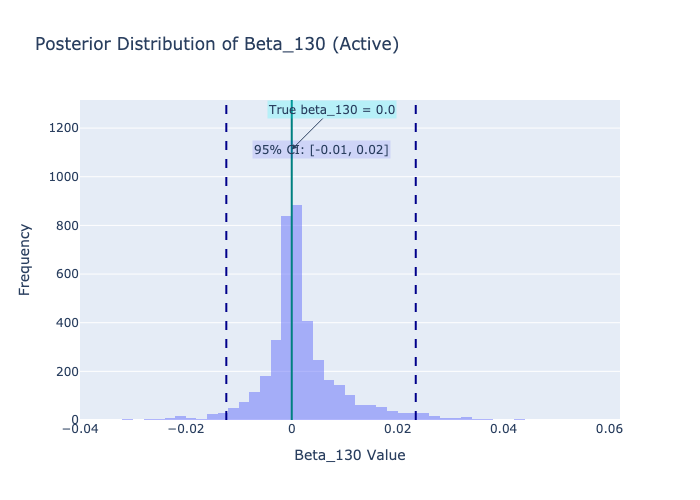 Posterior Distribution of Beta_130 (Active)
True beta_130 = 0.0
95% CI: [-0.01, 0.02]
1200
1000
800
600
400
200
0
Frequency
−0.04
−0.02
0
0.02
0.04
0.06
Beta_130 Value